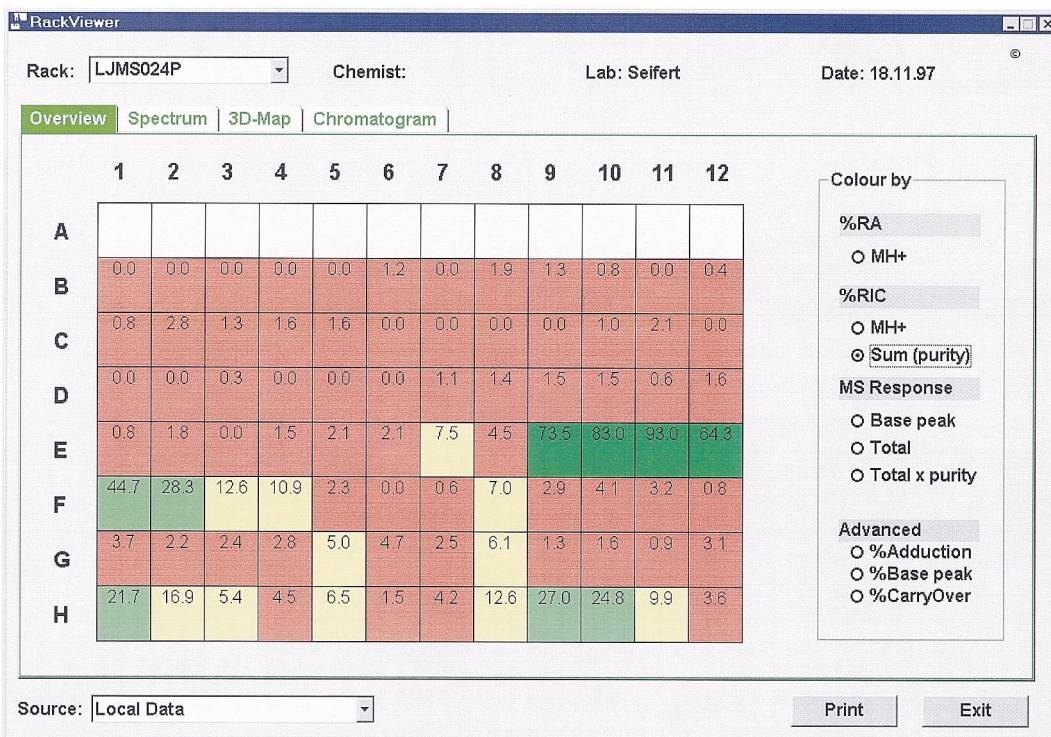 RackViewer
©
Rack: LJMS024P Chemist: Lab: Seifert Date: 18.11.97
Overview Spectrum 3D-Map Chromatogram
1 2 3 4 5 6 7 8 9 10 11 12
A
B 0.0 0.0 0.0 0.0 0.0 1.2 0.0 1.9 1.3 0.8 0.0 0.4
C 0.8 2.8 1.3 1.6 1.6 0.0 0.0 0.0 0.0 1.0 2.1 0.0
D 0.0 0.0 0.3 0.0 0.0 0.0 1.1 1.4 1.5 1.5 0.6 1.6
E 0.8 1.8 0.0 1.5 2.1 2.1 7.5 4.5 73.5 83.0 93.0 64.3
F 44.7 28.3 12.6 10.9 2.3 0.0 0.6 7.0 2.9 4.1 3.2 0.8
G 3.7 2.2 2.4 2.8 5.0 4.7 2.5 6.1 1.3 1.6 0.9 3.1
H 21.7 16.9 5.4 4.5 6.5 1.5 4.2 12.6 27.0 24.8 9.9 3.6
Colour by
%RA
MH+
%RIC
MH+
Sum (purity)
MS Response
Base peak
Total
Total x purity
Advanced
%Adduction
%Base peak
%CarryOver
Source: Local Data
Print Exit